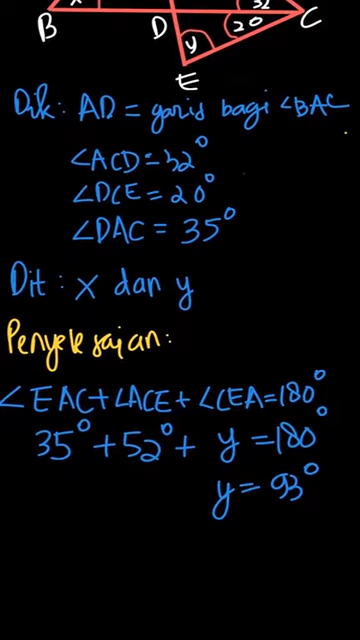 x 32
B D 20 C
y
E
Dik: AD = garis bagi ∠BAC
∠ACD = 32°
∠DCE = 20°
∠DAC = 35°
Dit : x dan y
Penyelesaian:
∠EAC + ∠ACE + ∠CEA = 180°
35° + 52° + y = 180°
y = 93°